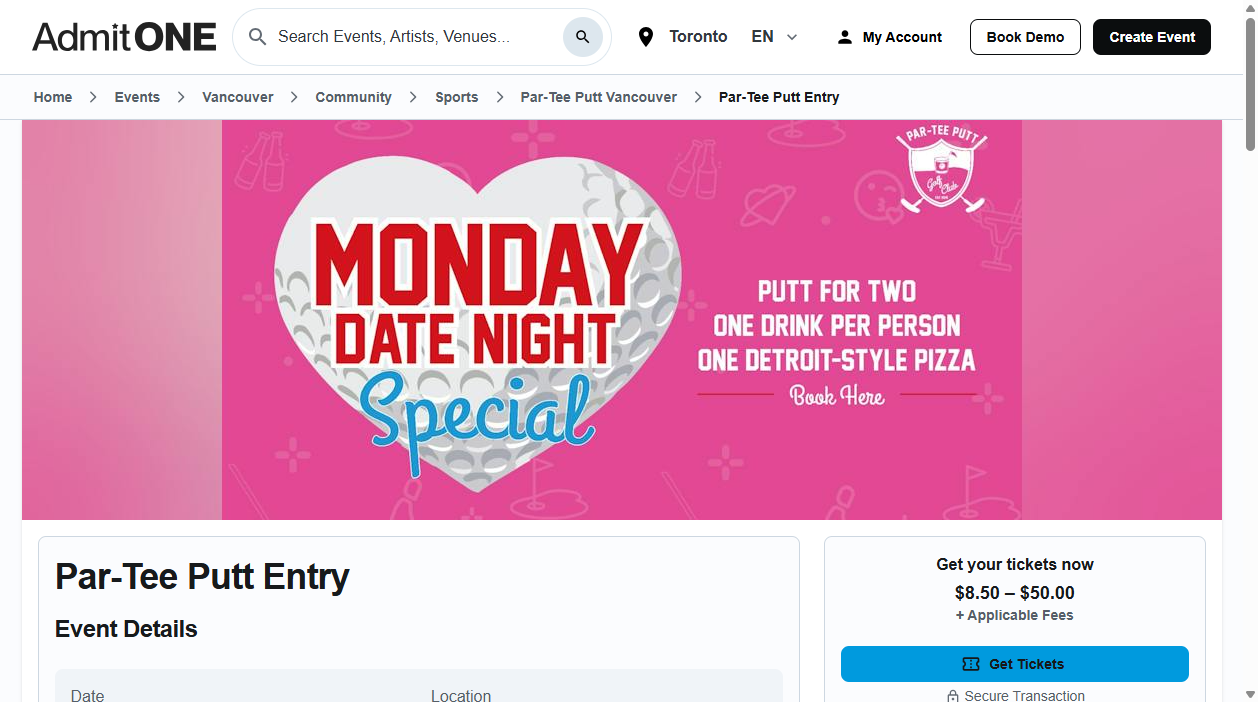 AdmitONE
Search Events, Artists, Venues...
Toronto
EN
My Account
Book Demo
Create Event
Home > Events > Vancouver > Community > Sports > Par-Tee Putt Vancouver > Par-Tee Putt Entry
PAR-TEE PUTT
Golf Club
MONDAY
DATE NIGHT
Special
PUTT FOR TWO
ONE DRINK PER PERSON
ONE DETROIT-STYLE PIZZA
Book Here
Par-Tee Putt Entry
Event Details
Date
Location
Get your tickets now
$8.50 – $50.00
+ Applicable Fees
Get Tickets
Secure Transaction